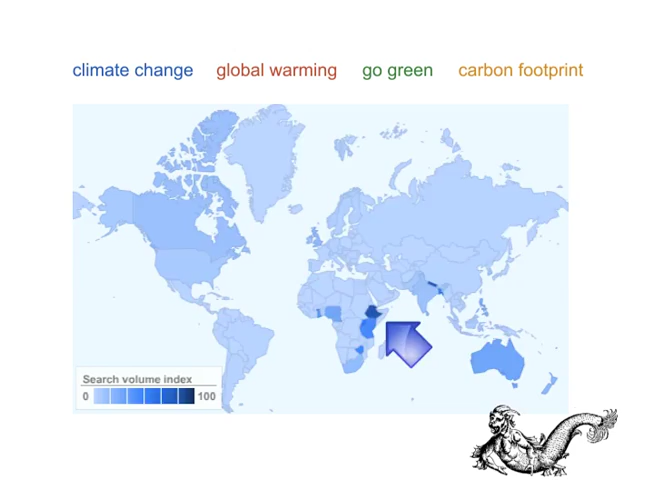 climate change global warming go green carbon footprint
Search volume index
0 100